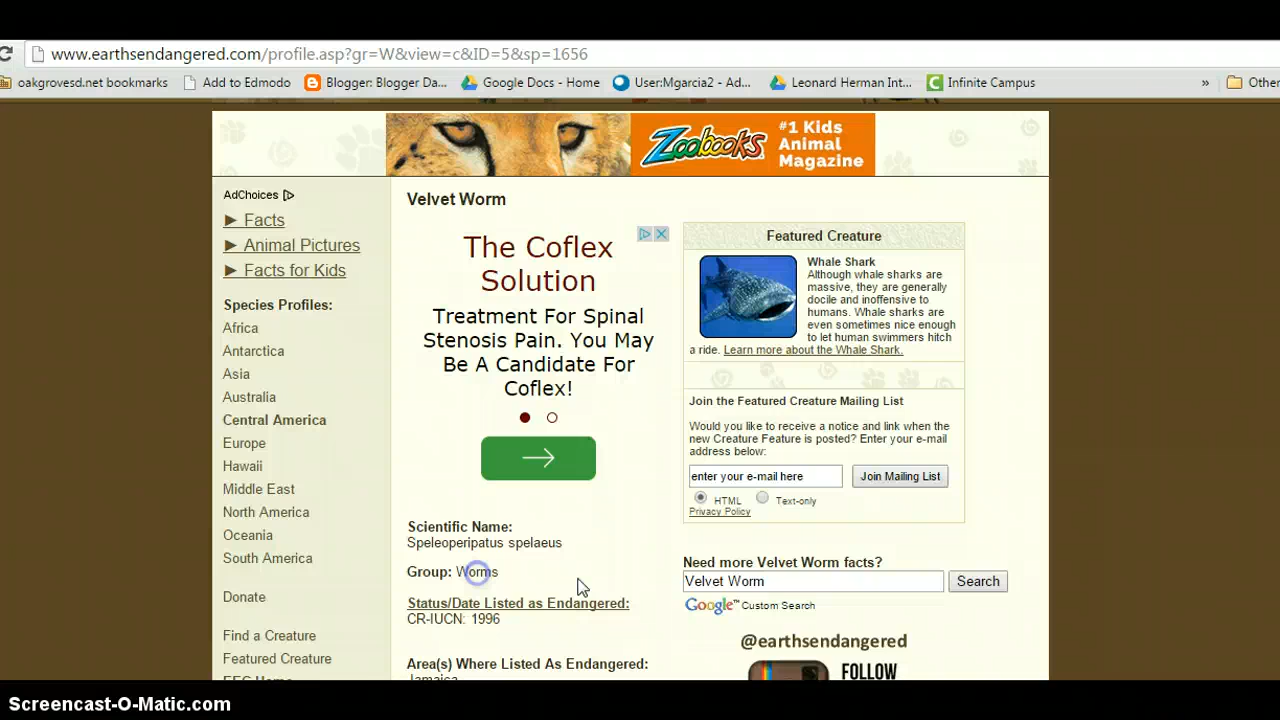 www.earthsendangered.com/profile.asp?gr=W&view=c&ID=5&sp=1656
oakgrovesd.net bookmarks Add to Edmodo Blogger: Blogger Da... Google Docs - Home User:Mgarcia2 - Ad... Leonard Herman Int... Infinite Campus » Other
Zoobooks #1 Kids
Animal
Magazine
AdChoices
► Facts
► Animal Pictures
► Facts for Kids
Species Profiles:
Africa
Antarctica
Asia
Australia
Central America
Europe
Hawaii
Middle East
North America
Oceania
South America
Donate
Find a Creature
Featured Creature
Velvet Worm
The Coflex
Solution
Treatment For Spinal
Stenosis Pain. You May
Be A Candidate For
Coflex!
Scientific Name:
Speleoperipatus spelaeus
Group: Worms
Status/Date Listed as Endangered:
CR-IUCN: 1996
Area(s) Where Listed As Endangered:
Jamaica
Featured Creature
Whale Shark
Although whale sharks are
massive, they are generally
docile and inoffensive to
humans. Whale sharks are
even sometimes nice enough
to let human swimmers hitch
a ride. Learn more about the Whale Shark.
Join the Featured Creature Mailing List
Would you like to receive a notice and link when the
new Creature Feature is posted? Enter your e-mail
address below:
enter your e-mail here Join Mailing List
HTML Text-only
Privacy Policy
Need more Velvet Worm facts?
Velvet Worm Search
Google™ Custom Search
@earthsendangered
FOLLOW
Screencast-O-Matic.com